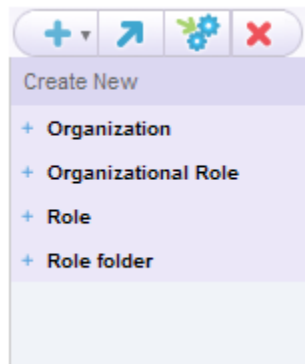 Create New
Organization
Organizational Role
Role
Role folder